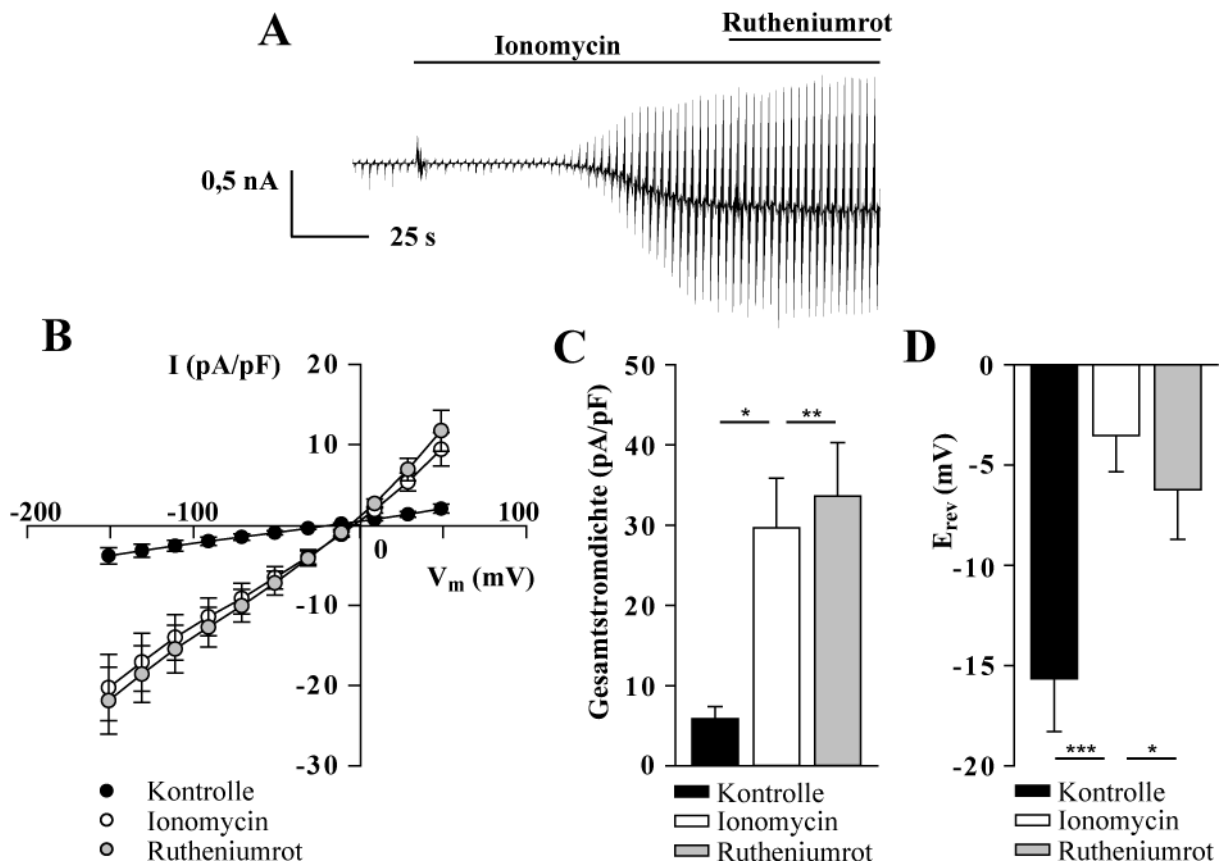 A
Rutheniumrot
Ionomycin
0,5 nA
25 s
B
I (pA/pF)
20
10
-200
-100
0
100
V_m (mV)
-10
-20
-30
Kontrolle
Ionomycin
Rutheniumrot
C
Gesamtstromdichte (pA/pF)
50
40
30
20
10
0
*
**
Kontrolle
Ionomycin
Rutheniumrot
D
E_rev (mV)
0
-5
-10
-15
-20
***
*
Kontrolle
Ionomycin
Rutheniumrot